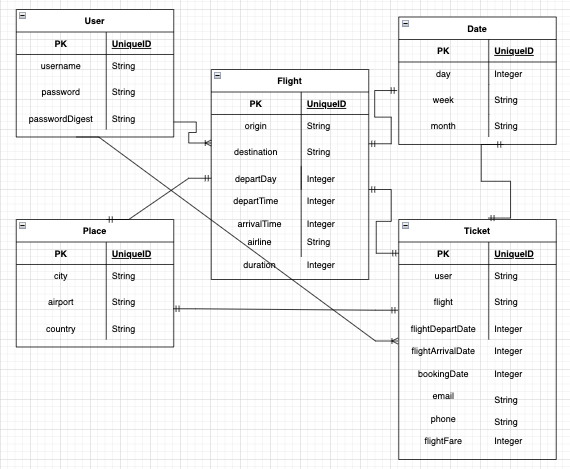 User
PK UniqueID
username String
password String
passwordDigest String
Flight
PK UniqueID
origin String
destination String
departDay Integer
departTime Integer
arrivalTime Integer
airline String
duration Integer
Date
PK UniqueID
day Integer
week String
month String
Place
PK UniqueID
city String
airport String
country String
Ticket
PK UniqueID
user String
flight String
flightDepartDate Integer
flightArrivalDate Integer
bookingDate Integer
email String
phone String
flightFare Integer